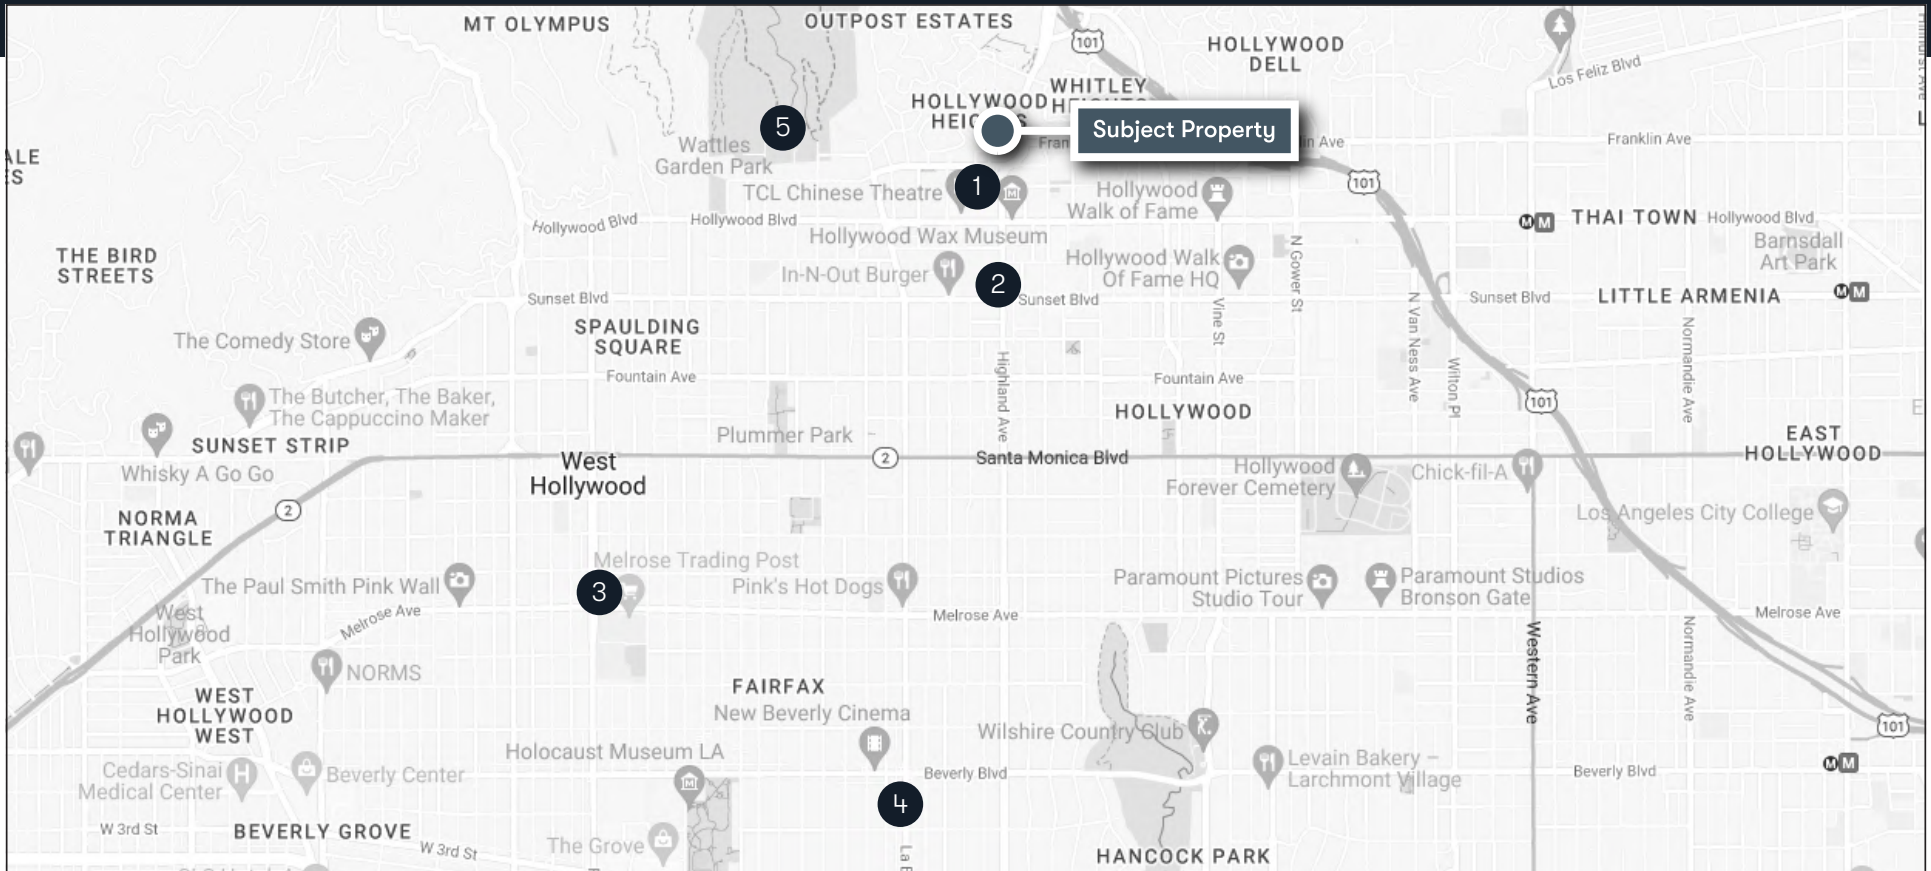 MT OLYMPUS
OUTPOST ESTATES
101
HOLLYWOOD
DELL
Los Feliz Blvd
WHITLEY
HOLLYWOOD
Subject Property
5
Wattles
Garden Park
Franklin Ave
TCL Chinese Theatre
1
Hollywood
Walk of Fame
101
Hollywood Blvd
Hollywood Blvd
M M
THAI TOWN
Hollywood Blvd
Hollywood Wax Museum
Barnsdall
Art Park
THE BIRD
STREETS
In-N-Out Burger
2
Hollywood Walk
Of Fame HQ
N Gower St
Sunset Blvd
Sunset Blvd
Vine St
N Van Ness Ave
Sunset Blvd
LITTLE ARMENIA
M M
The Comedy Store
SPAULDING
SQUARE
Normandie Ave
Fountain Ave
Highland Ave
Fountain Ave
Wilton Pl
101
The Butcher, The Baker,
The Cappuccino Maker
HOLLYWOOD
SUNSET STRIP
Plummer Park
EAST
HOLLYWOOD
Whisky A Go Go
West
Hollywood
2
Santa Monica Blvd
Hollywood
Forever Cemetery
Chick-fil-A
2
NORMA
TRIANGLE
Los Angeles City College
Melrose Trading Post
The Paul Smith Pink Wall
3
Pink's Hot Dogs
Paramount Pictures
Studio Tour
Paramount Studios
Bronson Gate
West
Hollywood
Park
Melrose Ave
Melrose Ave
Melrose Ave
Western Ave
Normandie Ave
NORMS
WEST
HOLLYWOOD
WEST
FAIRFAX
New Beverly Cinema
Wilshire Country Club
101
Holocaust Museum LA
Cedars-Sinai
Medical Center
H
Beverly Center
Beverly Blvd
Levain Bakery –
Larchmont Village
Beverly Blvd
M M
4
W 3rd St
BEVERLY GROVE
W 3rd St
The Grove
HANCOCK PARK